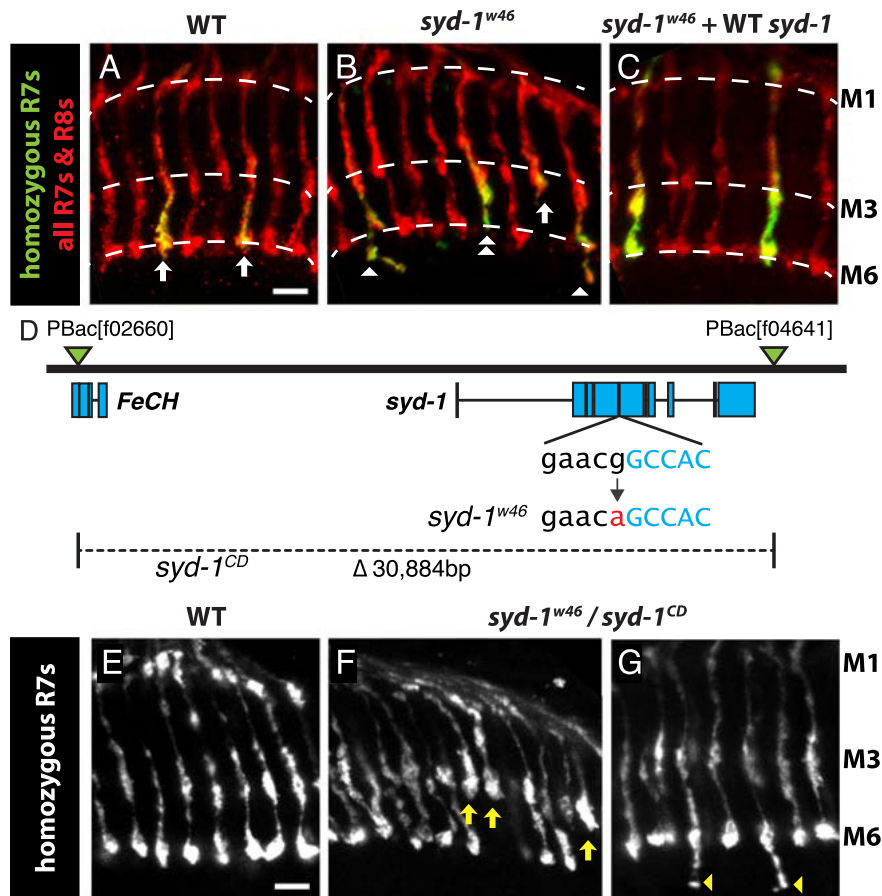 WT
syd-1w46
syd-1w46 + WT syd-1
homozygous R7s
all R7s & R8s
A
B
C
M1
M3
M6
D
PBac[f02660]
PBac[f04641]
FeCH
syd-1
gaacgGCCAC
syd-1w46 gaacaGCCAC
syd-1CD
Δ 30,884bp
WT
syd-1w46 / syd-1CD
homozygous R7s
E
F
G
M1
M3
M6